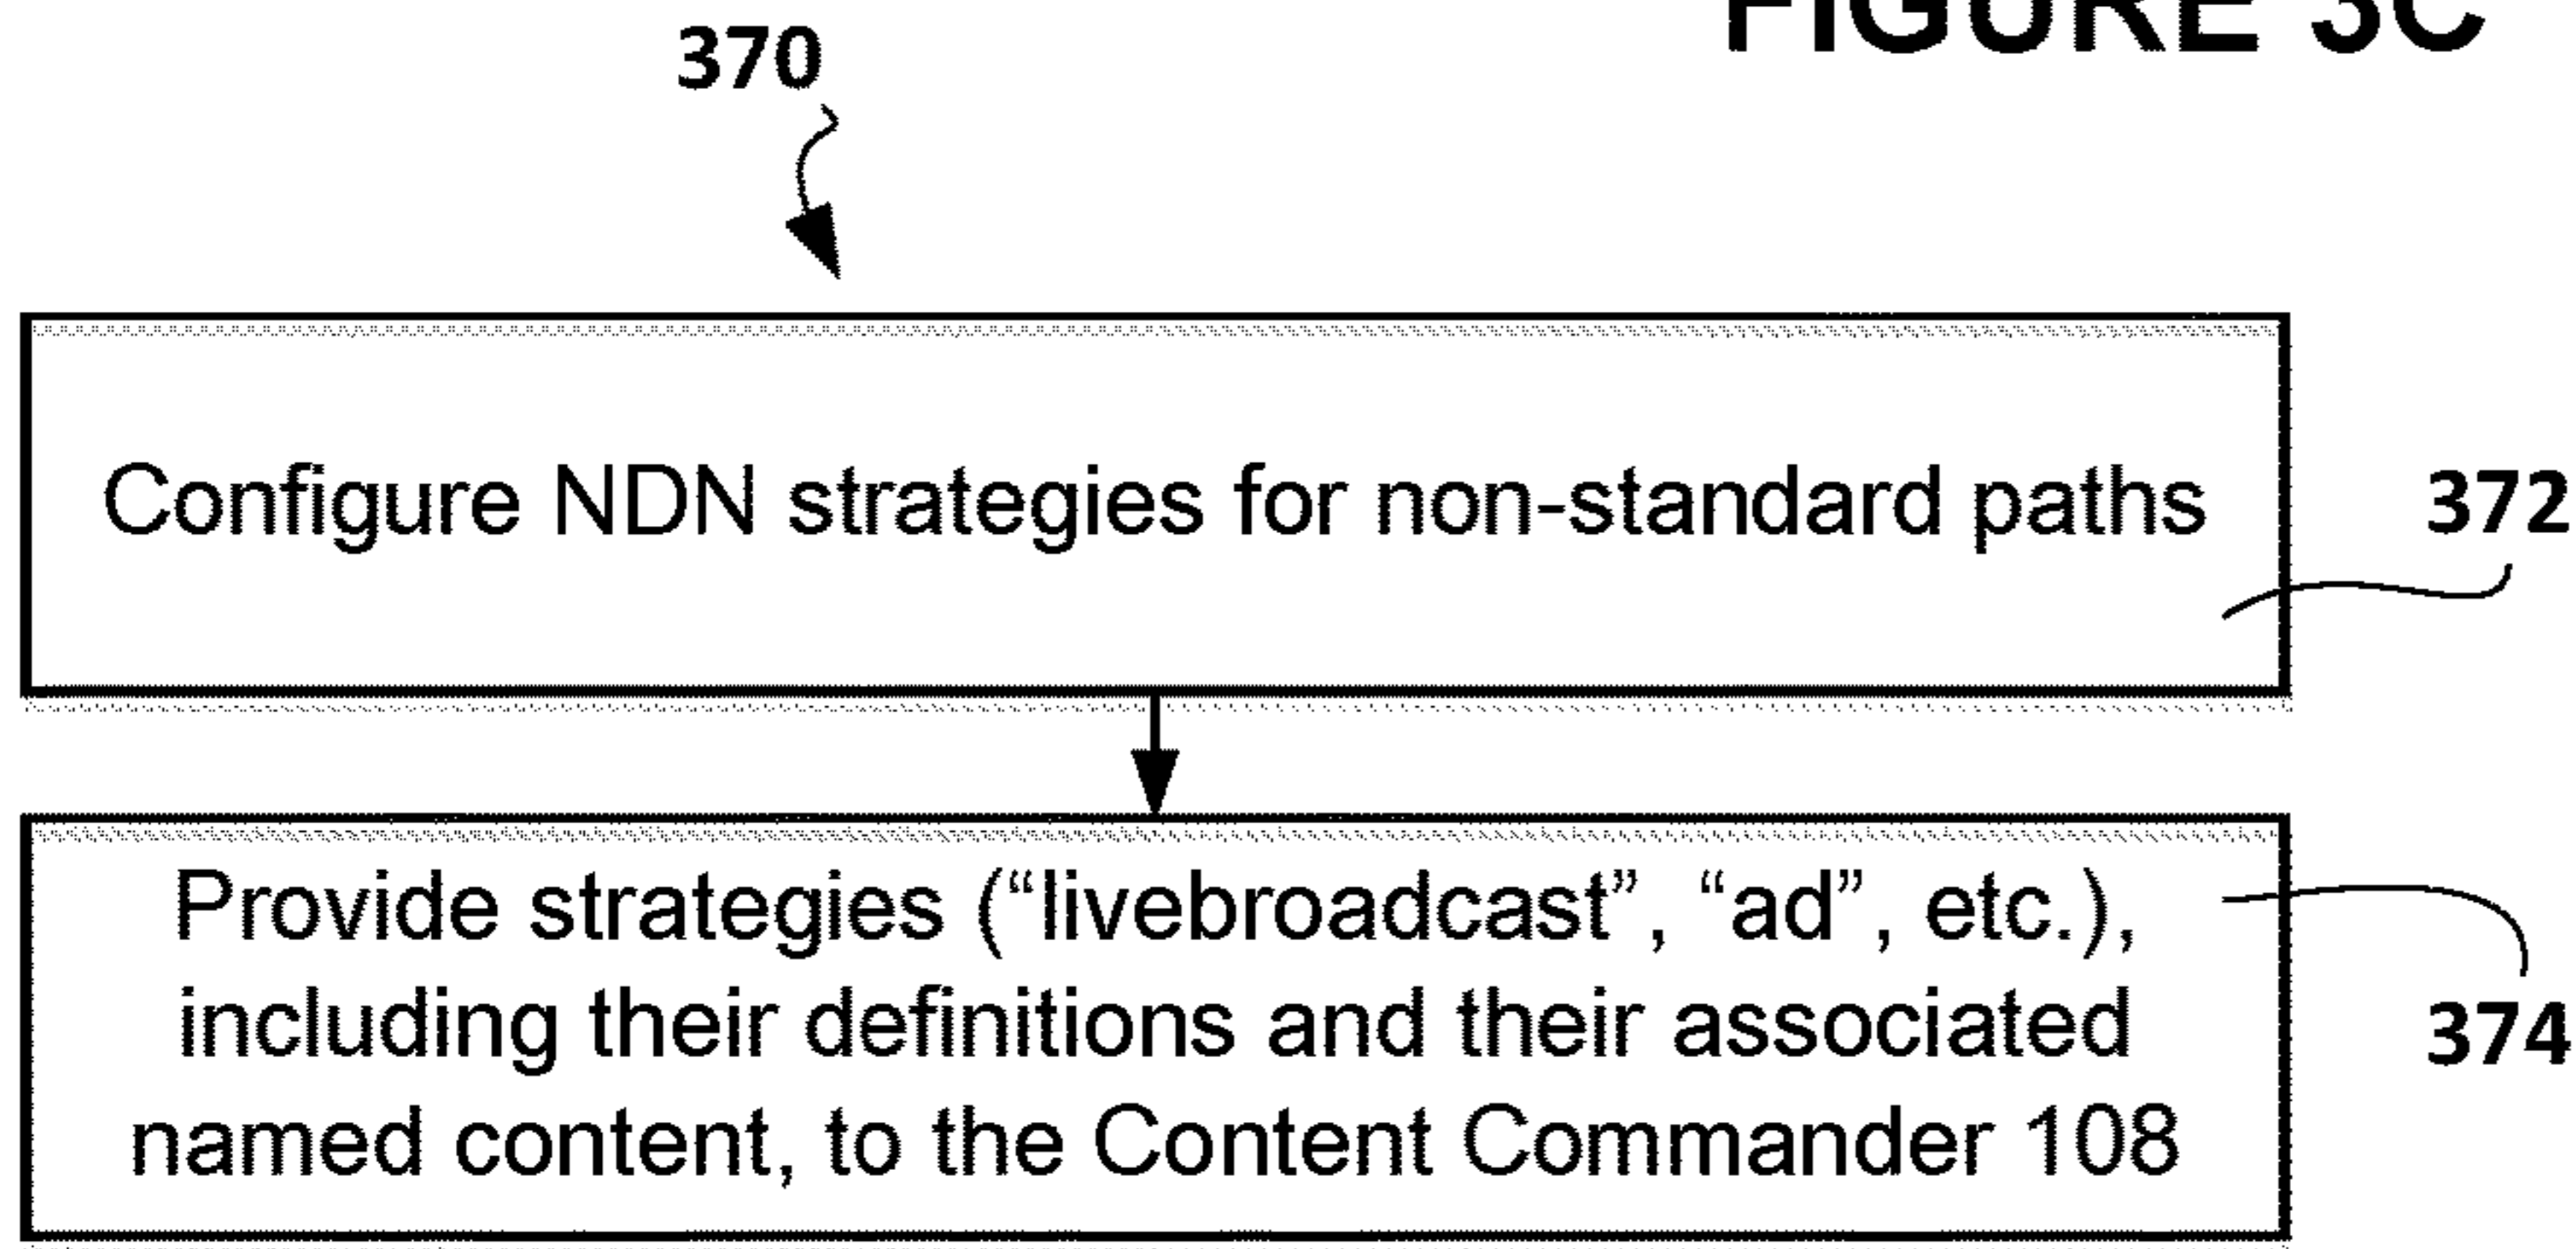 FIGURE 3C
370
Configure NDN strategies for non-standard paths
372
Provide strategies (“livebroadcast”, “ad”, etc.),
including their definitions and their associated
named content, to the Content Commander 108
374